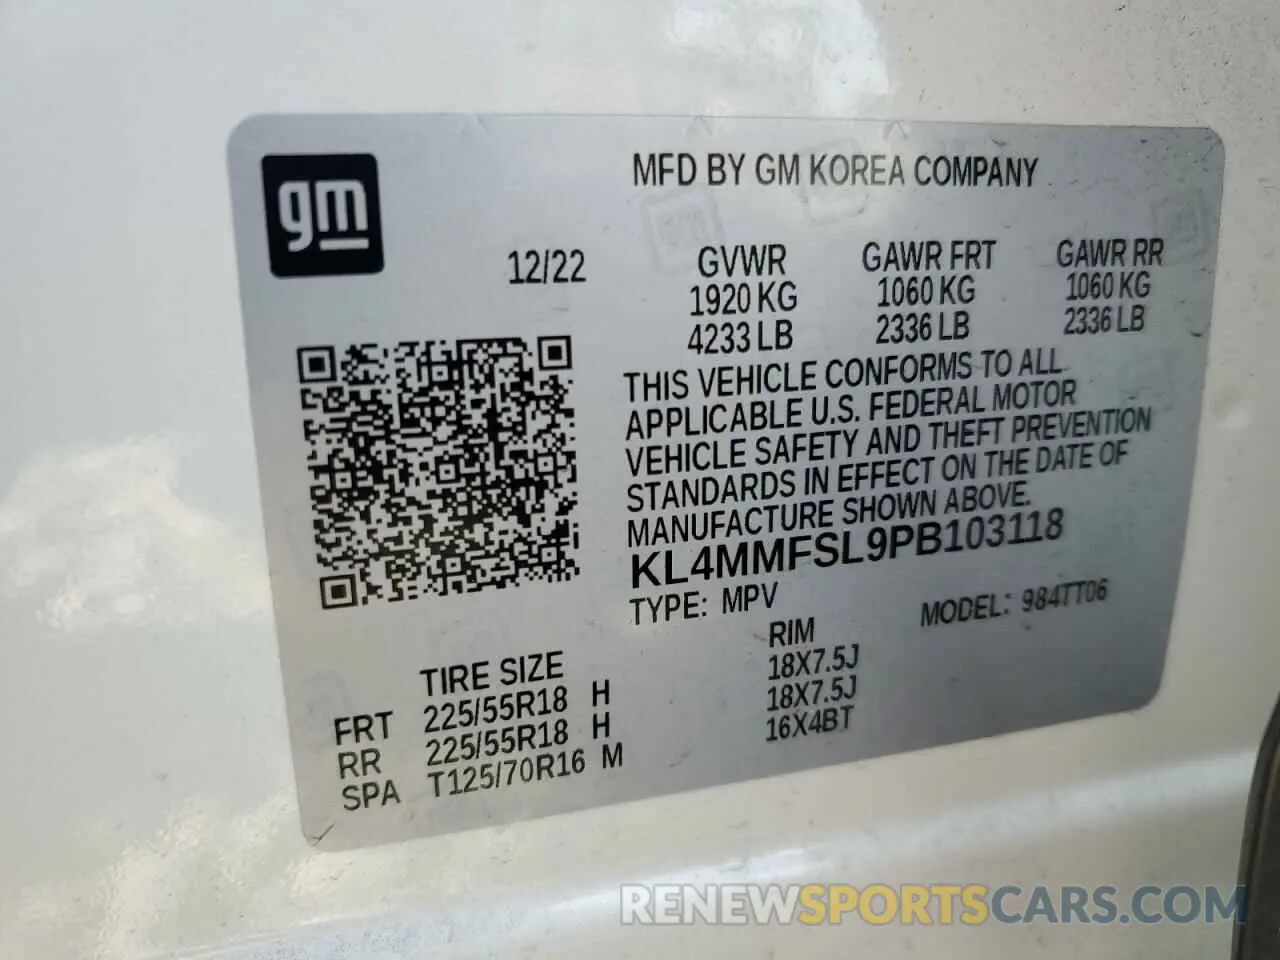 gm
MFD BY GM KOREA COMPANY
12/22
GVWR GAWR FRT GAWR RR
1920 KG 1060 KG 1060 KG
4233 LB 2336 LB 2336 LB
THIS VEHICLE CONFORMS TO ALL
APPLICABLE U.S. FEDERAL MOTOR
VEHICLE SAFETY AND THEFT PREVENTION
STANDARDS IN EFFECT ON THE DATE OF
MANUFACTURE SHOWN ABOVE.
KL4MMFSL9PB103118
TYPE: MPV MODEL: 984TT06
TIRE SIZE RIM
FRT 225/55R18 H 18X7.5J
RR 225/55R18 H 18X7.5J
SPA T125/70R16 M 16X4BT
RENEWSPORTSCARS.COM